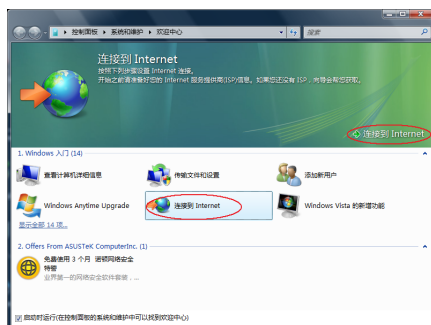 控制面板 ▸ 系统和维护 ▸ 欢迎中心
搜索
连接到 Internet
按照下列步骤设置 Internet 连接。
开始之前请准备好您的 Internet 服务提供商(ISP)信息。如果您还没有 ISP，向导会帮您获取。
连接到 Internet
1. Windows 入门 (14)
查看计算机详细信息
传输文件和设置
添加新用户
Windows Anytime Upgrade
连接到 Internet
Windows Vista 的新增功能
显示全部 14 项...
2. Offers From ASUSTeK ComputerInc. (1)
免费使用 3 个月 诺顿网络安全
特警
业界第一的网络安全软件套装 . ...
启动时运行(在控制面板的系统和维护中可以找到欢迎中心)